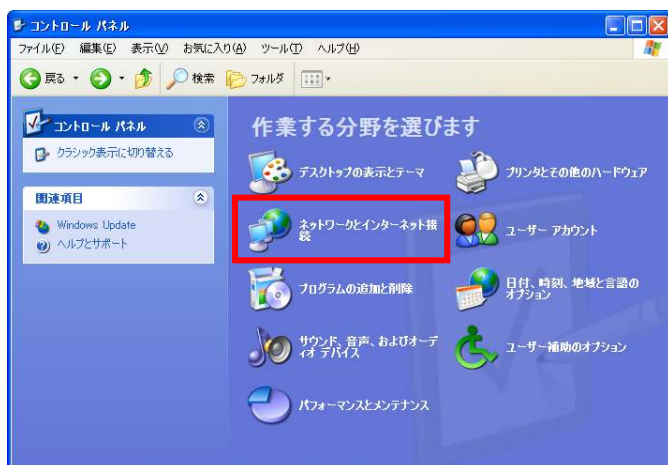 コントロール パネル
ファイル(F) 編集(E) 表示(V) お気に入り(A) ツール(T) ヘルプ(H)
戻る 検索 フォルダ
コントロール パネル
クラシック表示に切り替える
関連項目
Windows Update
ヘルプとサポート
作業する分野を選びます
デスクトップの表示とテーマ
プリンタとその他のハードウェア
ネットワークとインターネット接
続
ユーザー アカウント
プログラムの追加と削除
日付、時刻、地域と言語の
オプション
サウンド、音声、およびオーデ
ィオ デバイス
ユーザー補助のオプション
パフォーマンスとメンテナンス